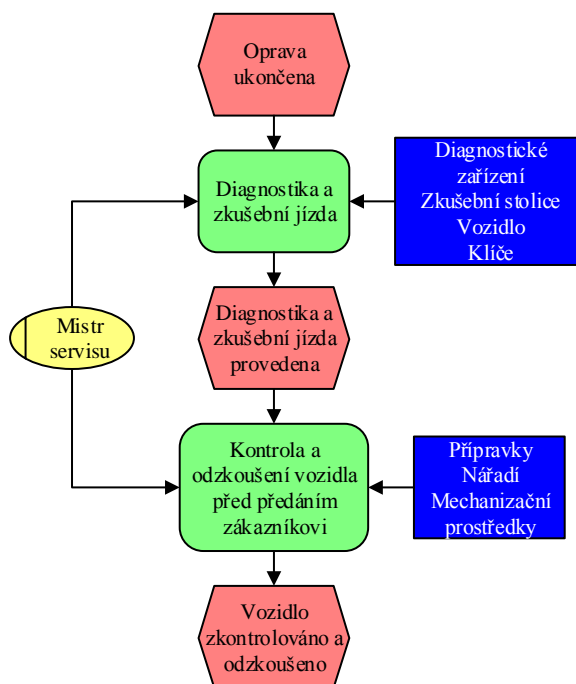 Oprava
ukončena
Diagnostika a
zkušební jízda
Diagnostické
zařízení
Zkušební stolice
Vozidlo
Klíče
Diagnostika a
zkušební jízda
provedena
Mistr
servisu
Kontrola a
odzkoušení vozidla
před předáním
zákazníkovi
Přípravky
Nářadí
Mechanizační
prostředky
Vozidlo
zkontrolováno a
odzkoušeno